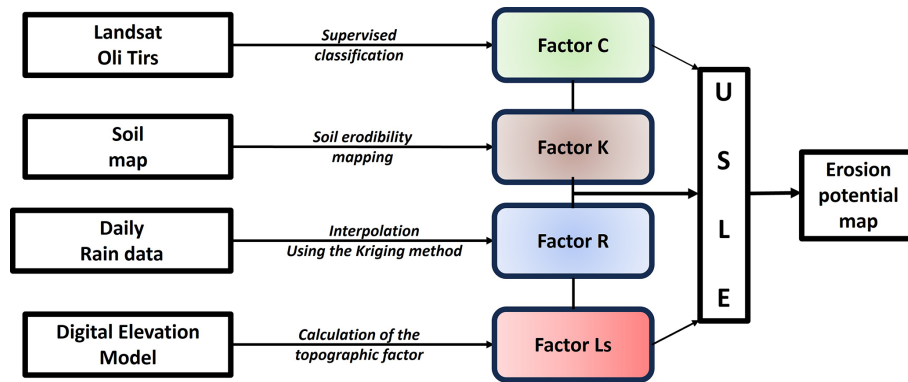 Landsat
Oli Tirs
Supervised
classification
Factor C
Soil
map
Soil erodibility
mapping
Factor K
Daily
Rain data
Interpolation
Using the Kriging method
Factor R
Digital Elevation
Model
Calculation of the
topographic factor
Factor Ls
U
S
L
E
Erosion
potential
map